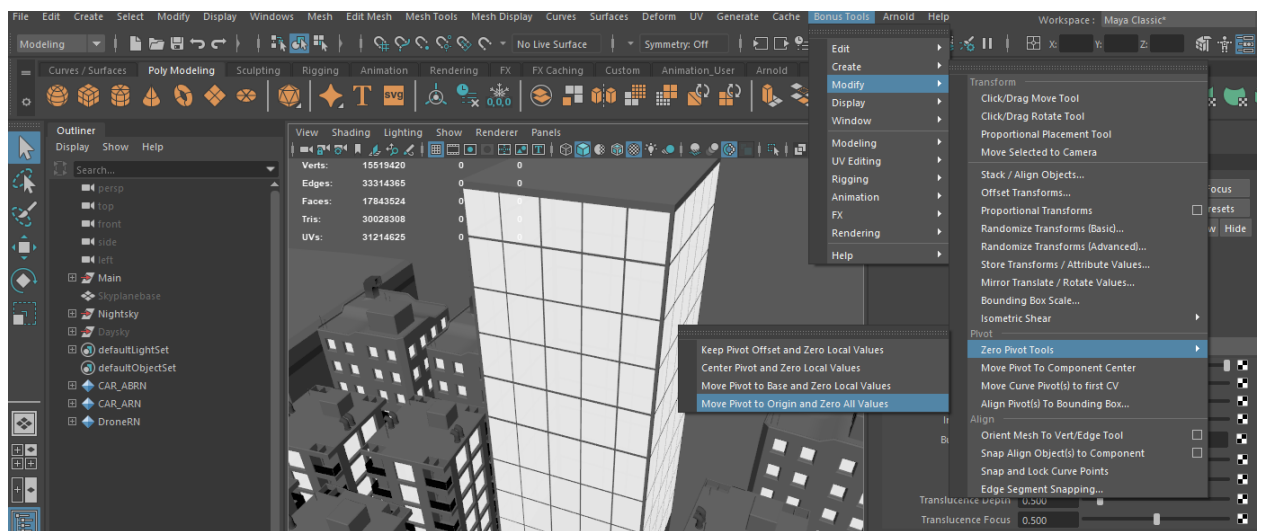 File Edit Create Select Modify Display Windows Mesh Edit Mesh Mesh Tools Mesh Display Curves Surfaces Deform UV Generate Cache Bonus Tools Arnold Help Workspace: Maya Classic*
Modeling No Live Surface Symmetry: Off X: Y: Z:
Curves / Surfaces Poly Modeling Sculpting Rigging Animation Rendering FX FX Caching Custom Animation_User Arnold
T svg 0,0,0
Outliner
Display Show Help
Search...
persp
top
front
side
left
Main
Skyplanebase
Nightsky
Daysky
defaultLightSet
defaultObjectSet
CAR_ABRN
CAR_ARN
DroneRN
View Shading Lighting Show Renderer Panels
Verts: 15519420 0 0
Edges: 33314365 0 0
Faces: 17843524 0 0
Tris: 30028308 0 0
UVs: 31214625 0 0
Edit
Create
Modify
Display
Window
Modeling
UV Editing
Rigging
Animation
FX
Rendering
Help
Transform
Click/Drag Move Tool
Click/Drag Rotate Tool
Proportional Placement Tool
Move Selected to Camera
Stack / Align Objects...
Offset Transforms...
Proportional Transforms
Randomize Transforms (Basic)...
Randomize Transforms (Advanced)...
Store Transforms / Attribute Values...
Mirror Translate / Rotate Values...
Bounding Box Scale...
Isometric Shear
Pivot
Zero Pivot Tools
Move Pivot To Component Center
Move Curve Pivot(s) to first CV
Align Pivot(s) To Bounding Box...
Align
Orient Mesh To Vert/Edge Tool
Snap Align Object(s) to Component
Snap and Lock Curve Points
Edge Segment Snapping...
Keep Pivot Offset and Zero Local Values
Center Pivot and Zero Local Values
Move Pivot to Base and Zero Local Values
Move Pivot to Origin and Zero All Values
ocus
resets
w Hide
Translucence Depth 0.500
Translucence Focus 0.500